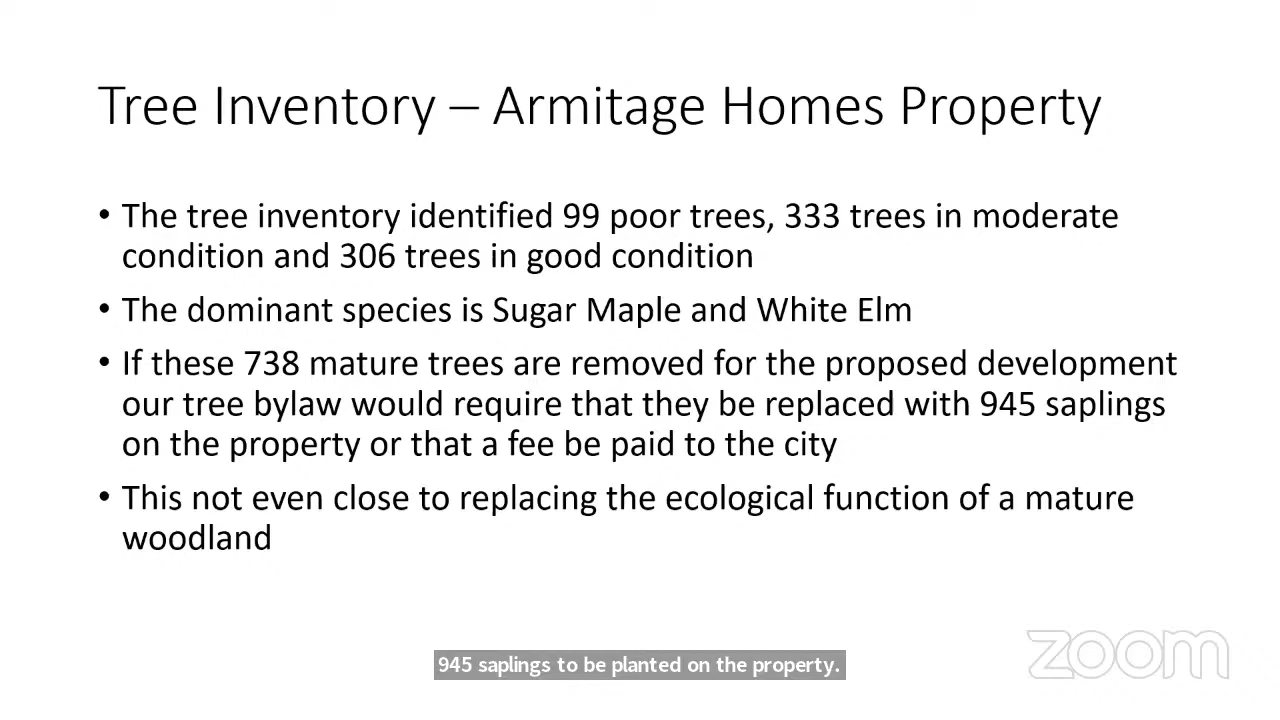 Tree Inventory – Armitage Homes Property
• The tree inventory identified 99 poor trees, 333 trees in moderate
condition and 306 trees in good condition
• The dominant species is Sugar Maple and White Elm
• If these 738 mature trees are removed for the proposed development
our tree bylaw would require that they be replaced with 945 saplings
on the property or that a fee be paid to the city
• This not even close to replacing the ecological function of a mature
woodland
945 saplings to be planted on the property.
zoom